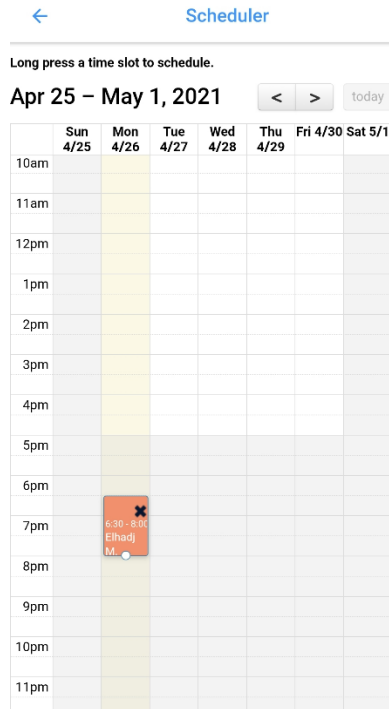 Scheduler
Long press a time slot to schedule.
Apr 25 – May 1, 2021
< > today
Sun 4/25 Mon 4/26 Tue 4/27 Wed 4/28 Thu 4/29 Fri 4/30 Sat 5/1
10am
11am
12pm
1pm
2pm
3pm
4pm
5pm
6pm
6:30 - 8:00
7pm
Elhadj
M.
8pm
9pm
10pm
11pm